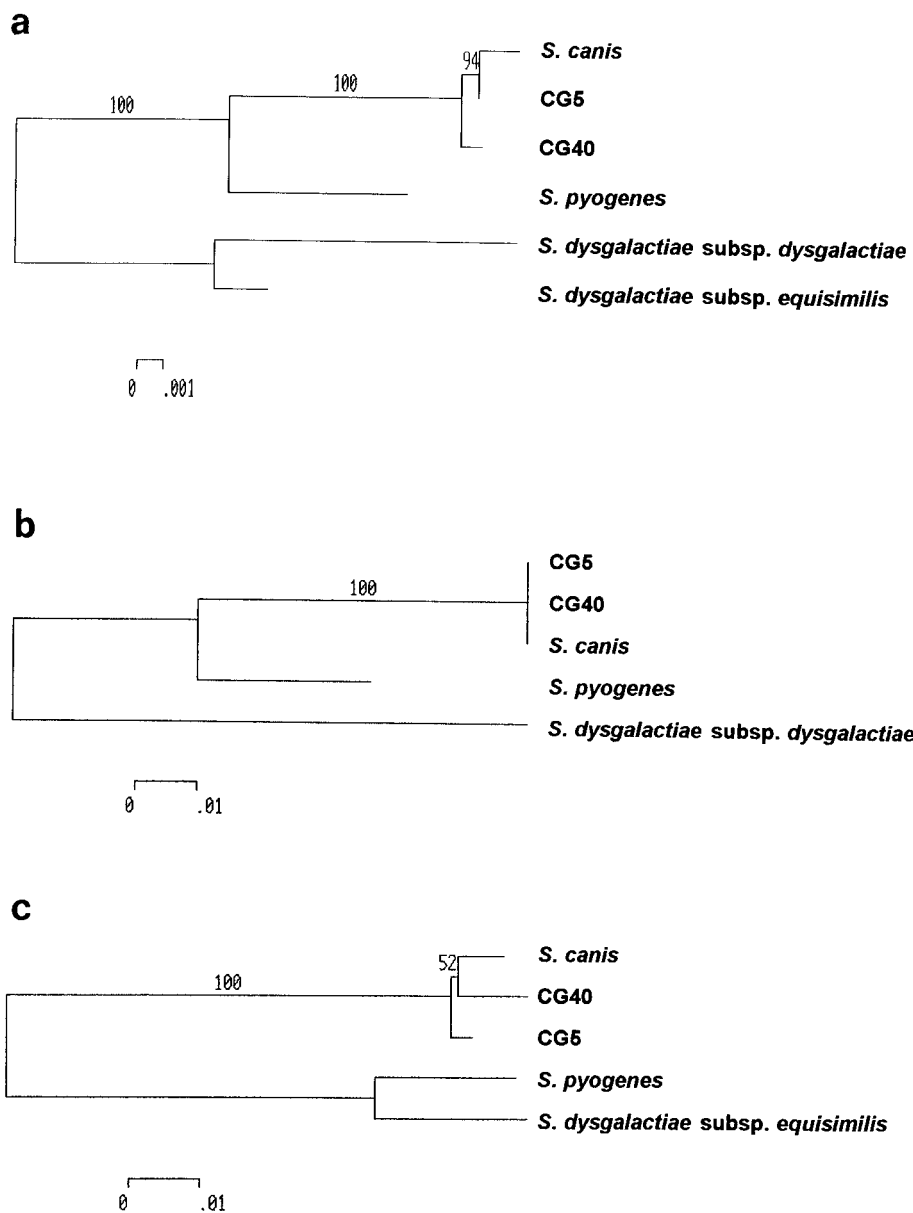 a
94
S. canis
100
100
CG5
CG40
S. pyogenes
S. dysgalactiae subsp. dysgalactiae
S. dysgalactiae subsp. equisimilis
0 .001
b
CG5
100
CG40
S. canis
S. pyogenes
S. dysgalactiae subsp. dysgalactiae
0 .01
c
52
S. canis
100
CG40
CG5
S. pyogenes
S. dysgalactiae subsp. equisimilis
0 .01